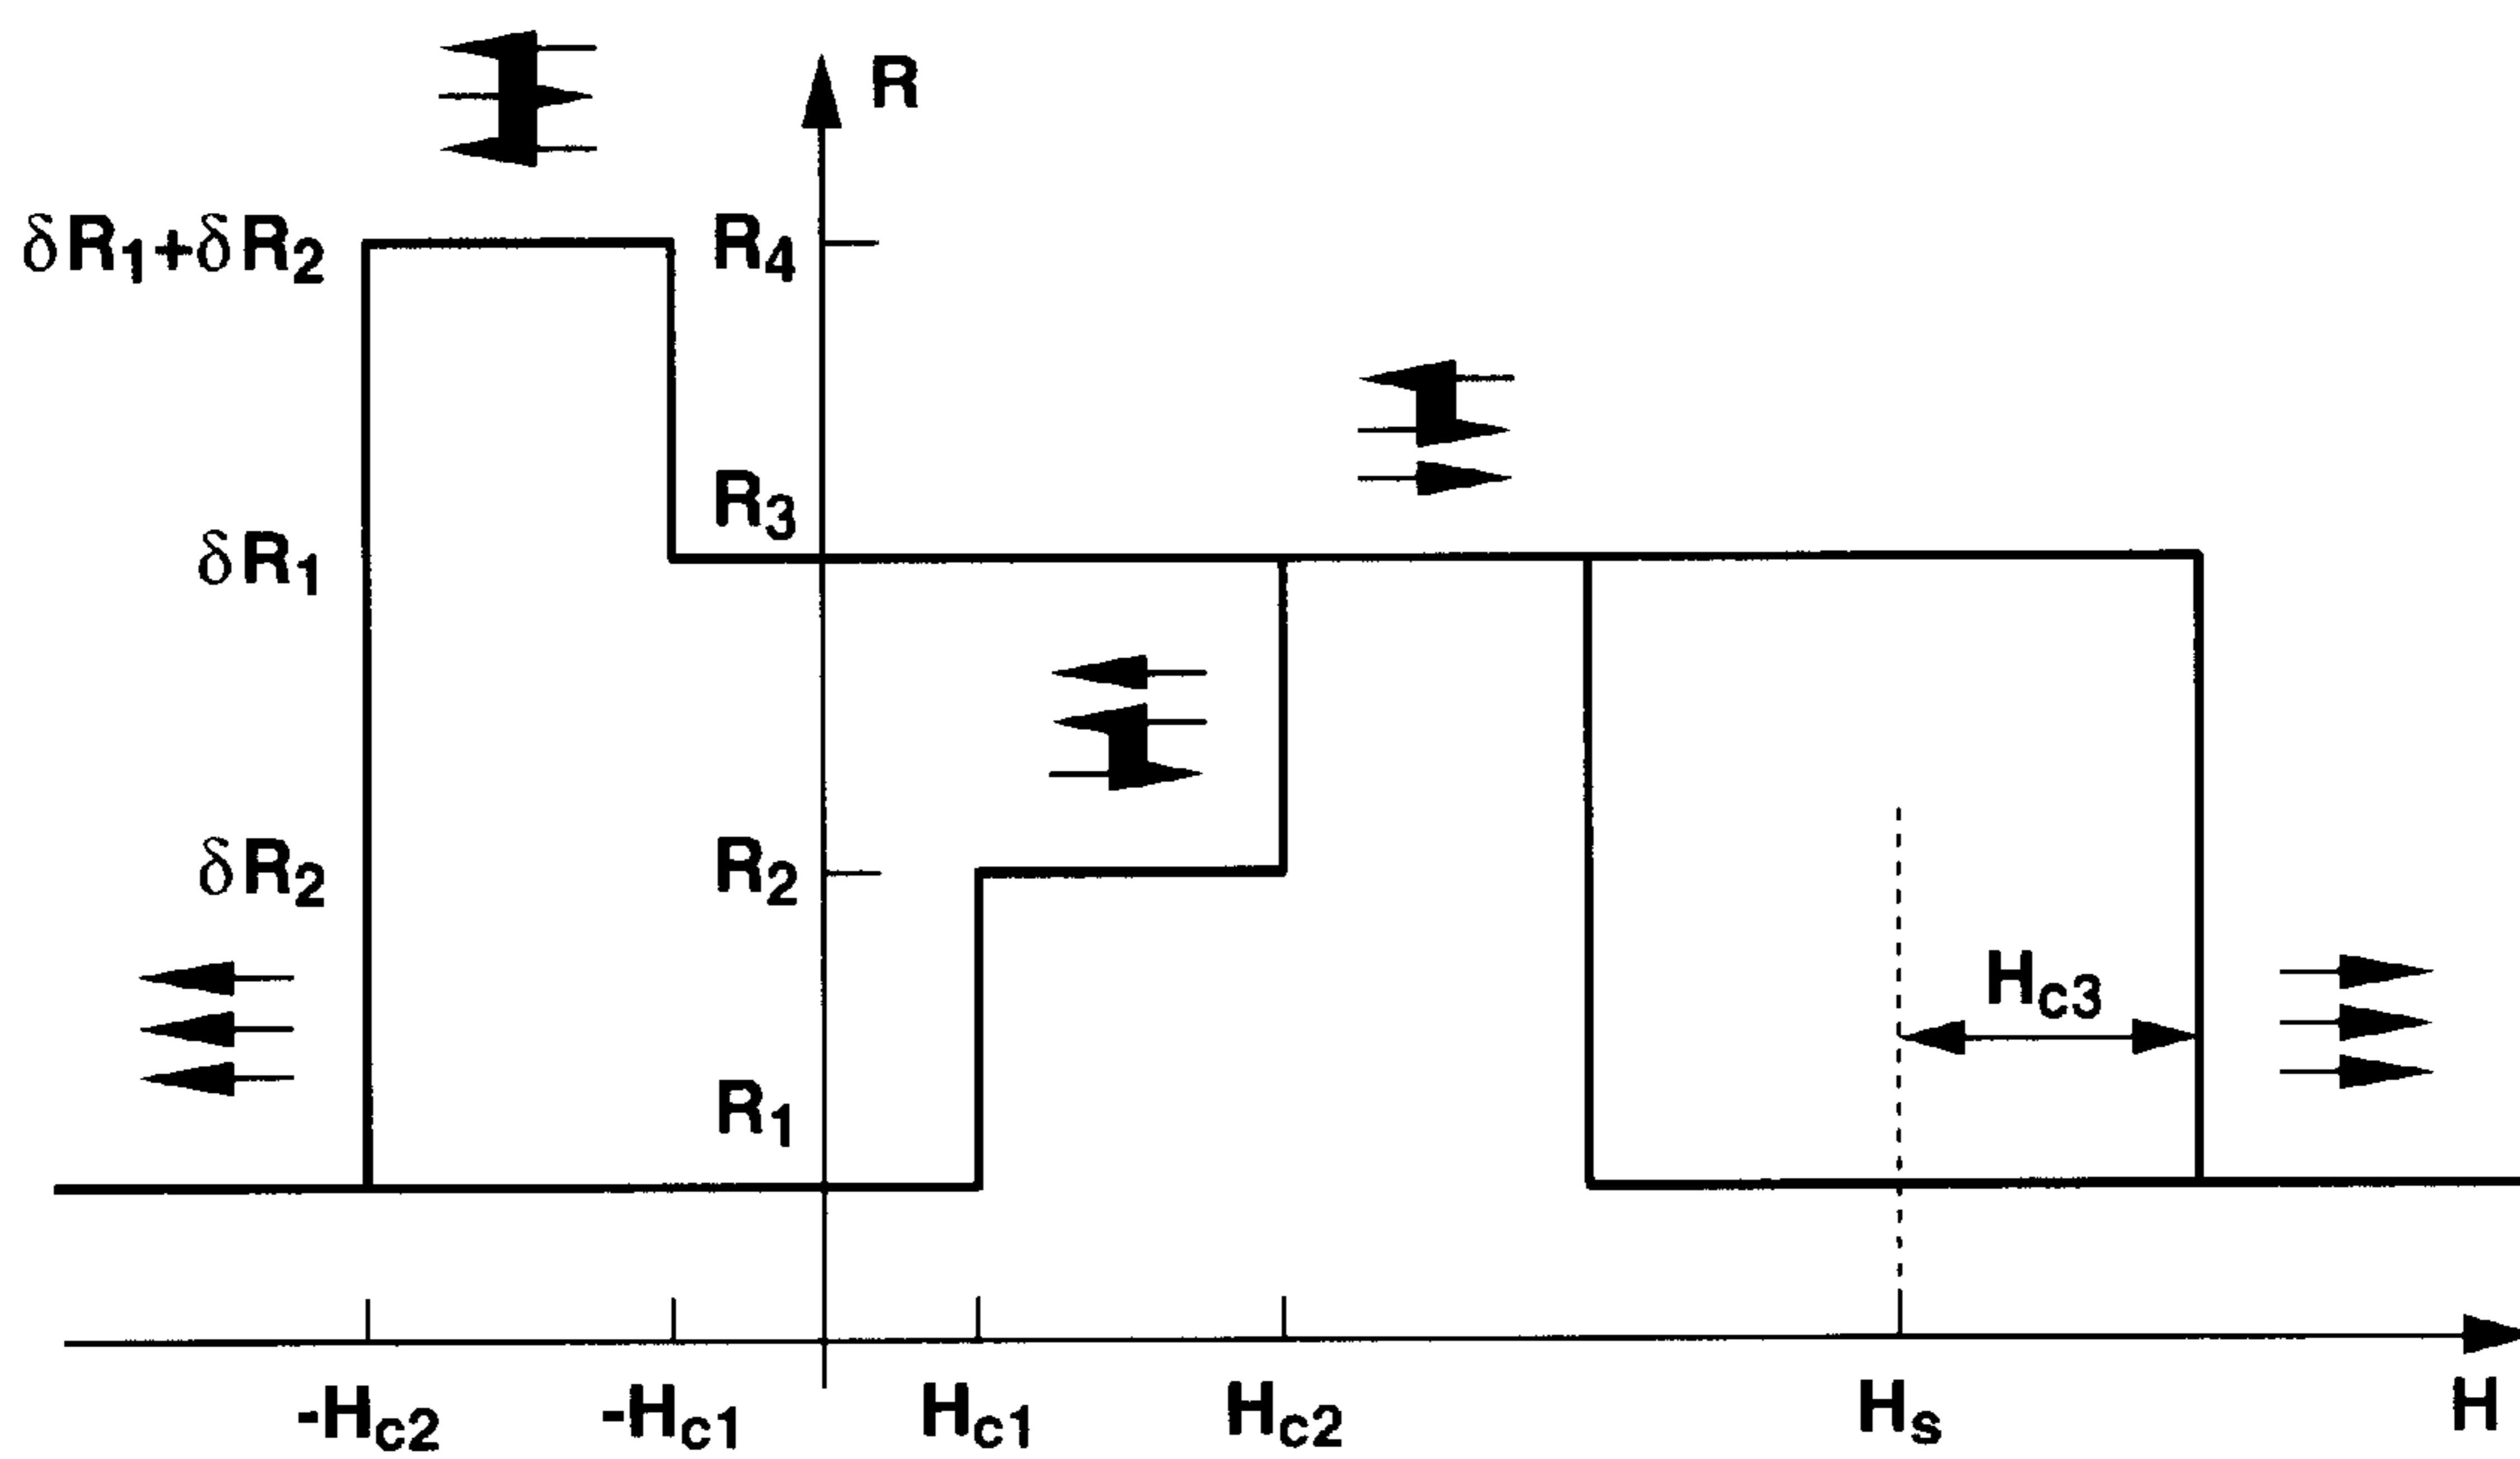 R
δR₁+δR₂ R₄
R₃
δR₁
δR₂ R₂
Hc3
R₁
-Hc2 -Hc1 Hc1 Hc2 Hs H